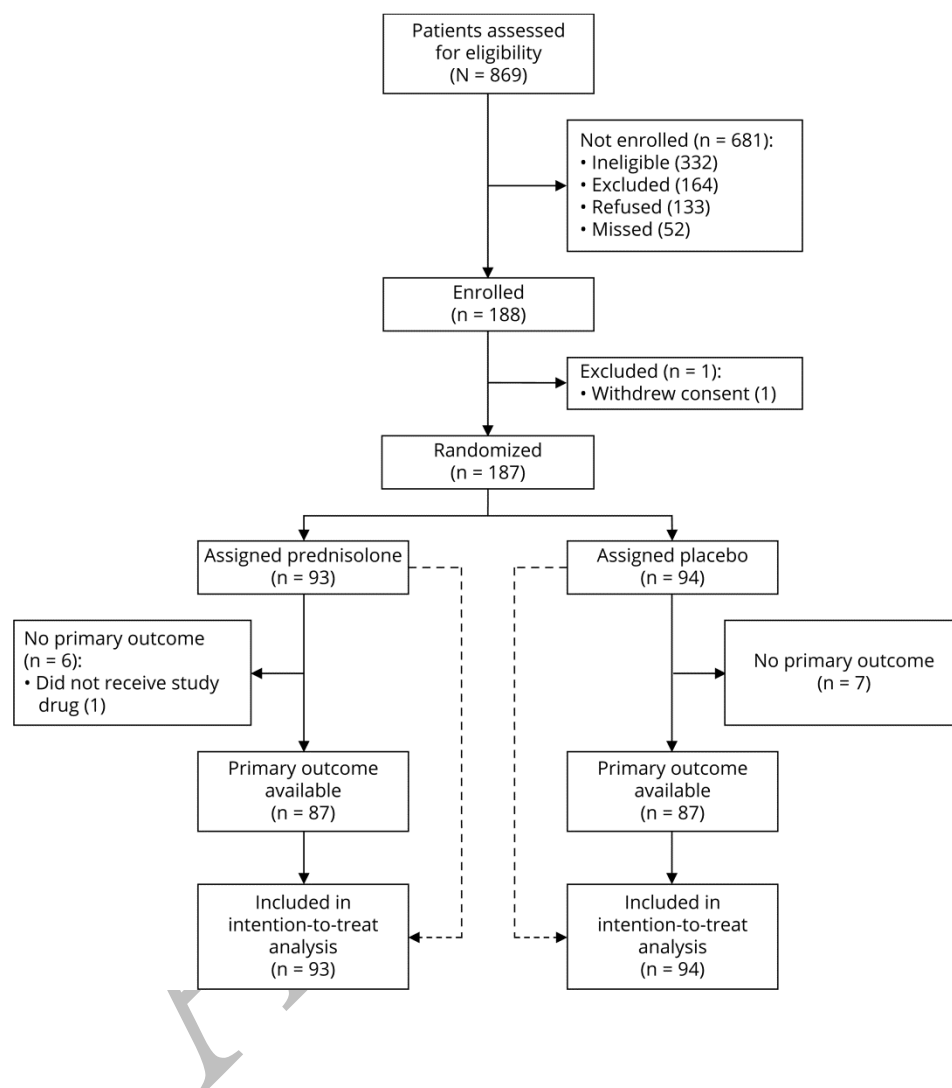 Patients assessed
for eligibility
(N = 869)
Not enrolled (n = 681):
• Ineligible (332)
• Excluded (164)
• Refused (133)
• Missed (52)
Enrolled
(n = 188)
Excluded (n = 1):
• Withdrew consent (1)
Randomized
(n = 187)
Assigned prednisolone
(n = 93)
Assigned placebo
(n = 94)
No primary outcome
(n = 6):
• Did not receive study
drug (1)
No primary outcome
(n = 7)
Primary outcome
available
(n = 87)
Primary outcome
available
(n = 87)
Included in
intention-to-treat
analysis
(n = 93)
Included in
intention-to-treat
analysis
(n = 94)